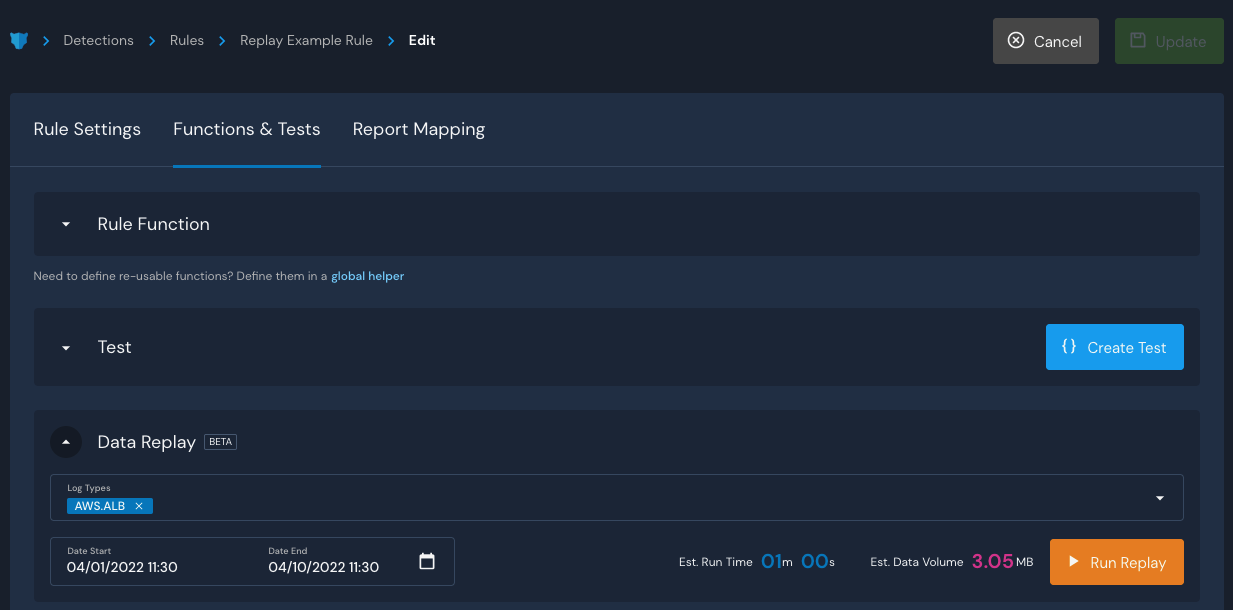 Detections Rules Replay Example Rule Edit
Cancel Update
Rule Settings Functions & Tests Report Mapping
Rule Function
Need to define re-usable functions? Define them in a global helper
Test
{} Create Test
Data Replay BETA
Log Types
AWS.ALB ×
Date Start Date End
04/01/2022 11:30 04/10/2022 11:30
Est. Run Time 01m 00s Est. Data Volume 3.05MB Run Replay